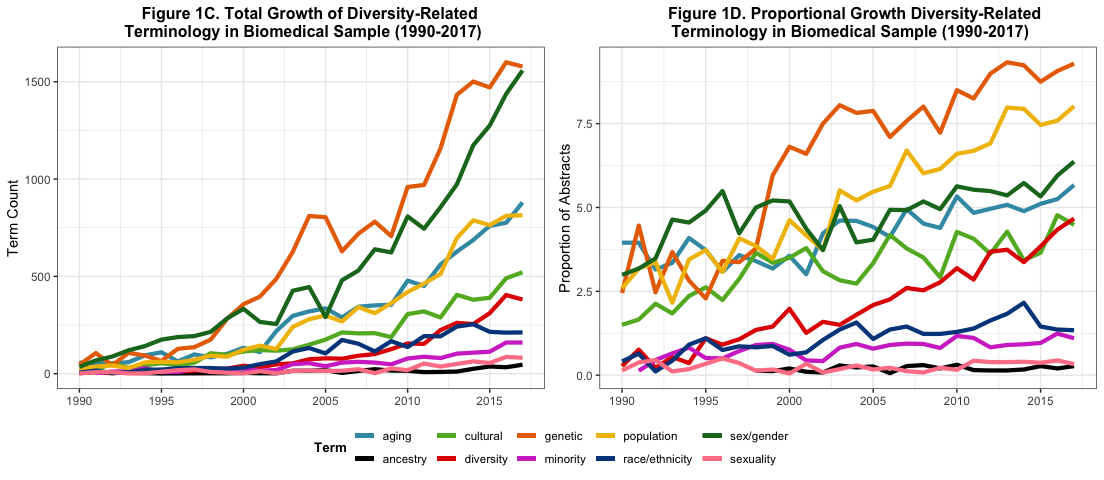 Figure 1C. Total Growth of Diversity-Related
Terminology in Biomedical Sample (1990-2017)
Term Count
1500
1000
500
0
1990
1995
2000
2005
2010
2015
Figure 1D. Proportional Growth Diversity-Related
Terminology in Biomedical Sample (1990-2017)
Proportion of Abstracts
7.5
5.0
2.5
0.0
1990
1995
2000
2005
2010
2015
Term
aging
cultural
genetic
population
sex/gender
ancestry
diversity
minority
race/ethnicity
sexuality